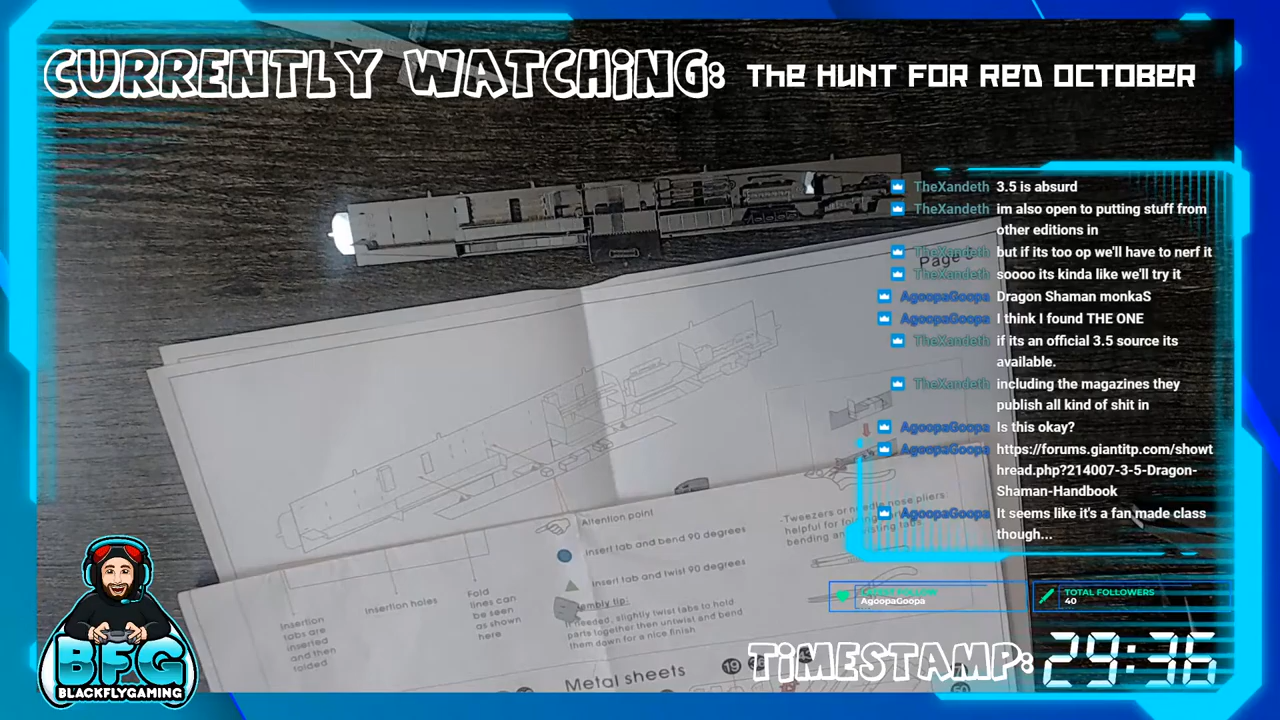 CURRENTLY WATCHING: THE HUNT FOR RED OCTOBER
TheXandeth 3.5 is absurd
TheXandeth im also open to putting stuff from
other editions in
TheXandeth but if its too op we'll have to nerf it
TheXandeth soooo its kinda like we'll try it
AgoopaGoopa Dragon Shaman monkaS
AgoopaGoopa I think I found THE ONE
TheXandeth if its an official 3.5 source its
available.
TheXandeth including the magazines they
publish all kind of shit in
AgoopaGoopa Is this okay?
AgoopaGoopa https://forums.giantitp.com/showt
hread.php?214007-3-5-Dragon-
Shaman-Handbook
AgoopaGoopa It seems like it's a fan made class
though...
Page
Attention point
Insert tab and bend 90 degrees
Insert tab and twist 90 degrees
If needed, slightly twist tabs to hold
parts together then untwist and bend
them down for a nice finish
-Tweezers or needle nose pliers:
helpful for
bending an
Insertion
tabs are
inserted
and then
folded
Insertion holes
Fold
lines can
be seen
as shown
here
Metal sheets
19
LATEST FOLLOW
AgoopaGoopa
TOTAL FOLLOWERS
40
TIMESTAMP: 29:36
BFG
BLACKFLYGAMING